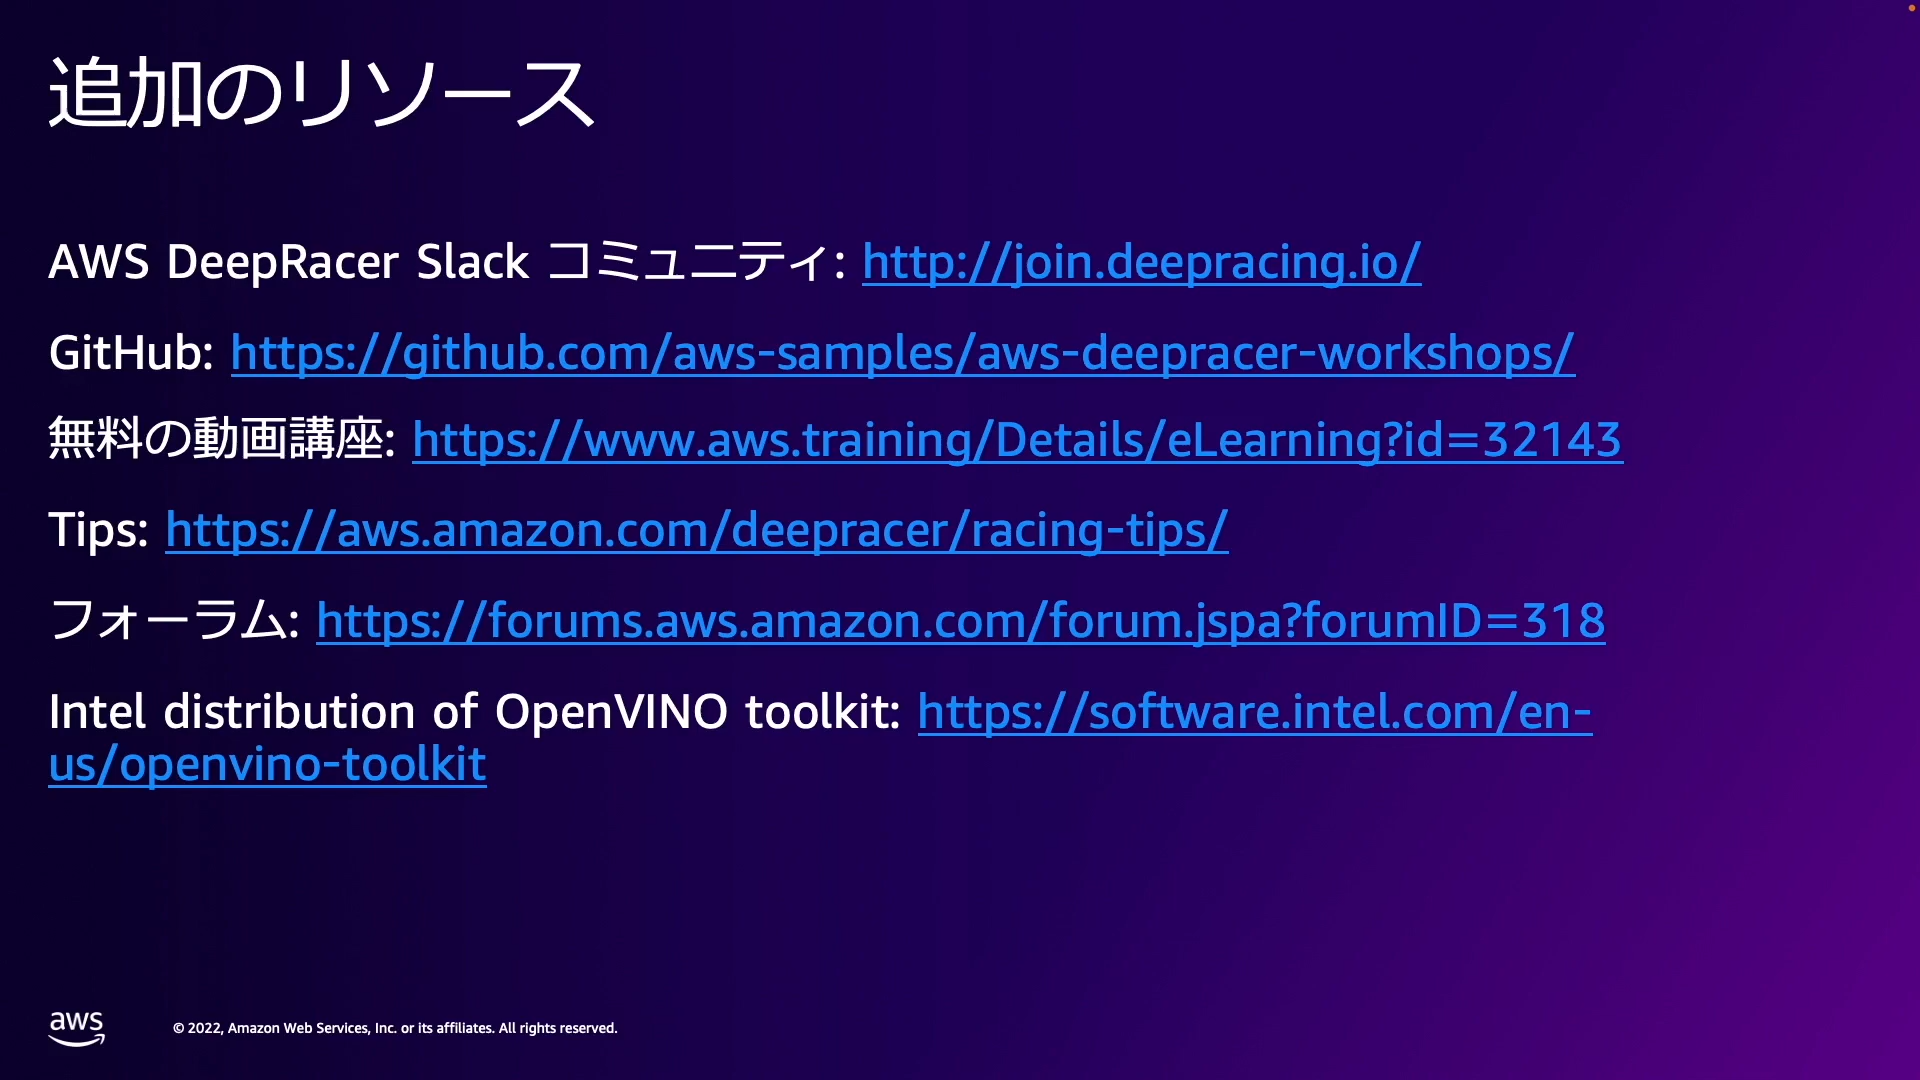 追加のリソース
AWS DeepRacer Slack コミュニティ: http://join.deepracing.io/
GitHub: https://github.com/aws-samples/aws-deepracer-workshops/
無料の動画講座: https://www.aws.training/Details/eLearning?id=32143
Tips: https://aws.amazon.com/deepracer/racing-tips/
フォーラム: https://forums.aws.amazon.com/forum.jspa?forumID=318
Intel distribution of OpenVINO toolkit: https://software.intel.com/en-
us/openvino-toolkit
aws
© 2022, Amazon Web Services, Inc. or its affiliates. All rights reserved.